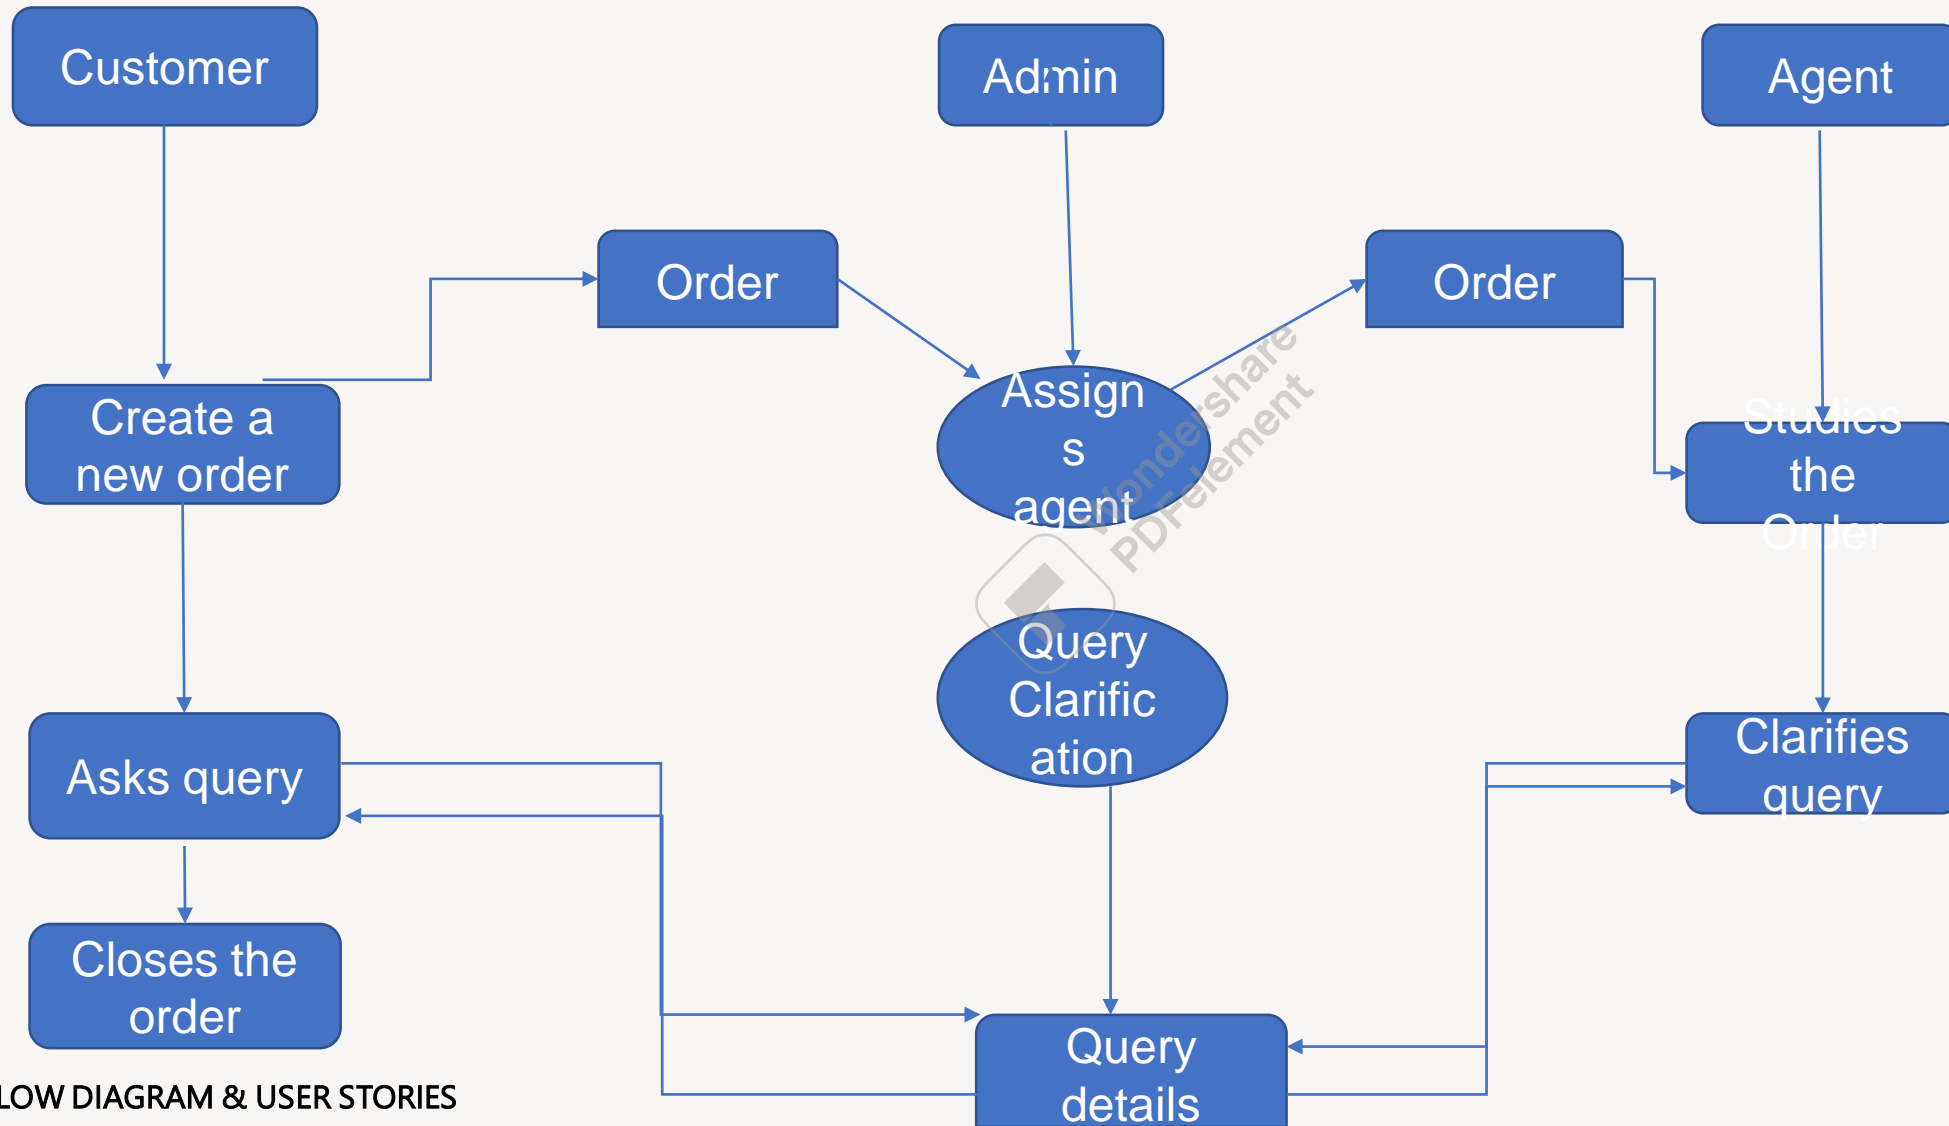 Customer
Admin
Agent
Order
Order
Create a
new order
Assign
s
agent
Studies
the
Order
Wondershare
PDFelement
Query
Clarific
ation
Asks query
Clarifies
query
Closes the
order
Query
details
LOW DIAGRAM & USER STORIES